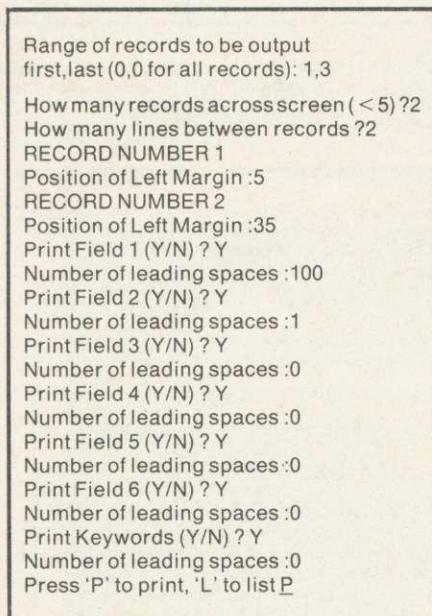 Range of records to be output
first,last (0,0 for all records): 1,3
How many records across screen ( < 5) ?2
How many lines between records ?2
RECORD NUMBER 1
Position of Left Margin :5
RECORD NUMBER 2
Position of Left Margin :35
Print Field 1 (Y/N) ? Y
Number of leading spaces :100
Print Field 2 (Y/N) ? Y
Number of leading spaces :1
Print Field 3 (Y/N) ? Y
Number of leading spaces :0
Print Field 4 (Y/N) ? Y
Number of leading spaces :0
Print Field 5 (Y/N) ? Y
Number of leading spaces :0
Print Field 6 (Y/N) ? Y
Number of leading spaces :0
Print Keywords (Y/N) ? Y
Number of leading spaces :0
Press 'P' to print, 'L' to list P